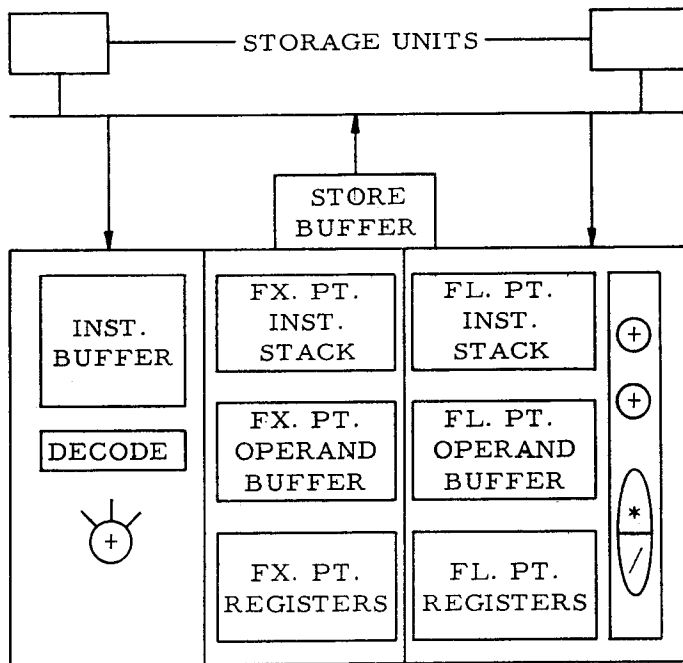 STORAGE UNITS
STORE
BUFFER
INST.
BUFFER
DECODE
+
FX. PT.
INST.
STACK
FX. PT.
OPERAND
BUFFER
FX. PT.
REGISTERS
FL. PT.
INST.
STACK
FL. PT.
OPERAND
BUFFER
FL. PT.
REGISTERS
+
+
*
/